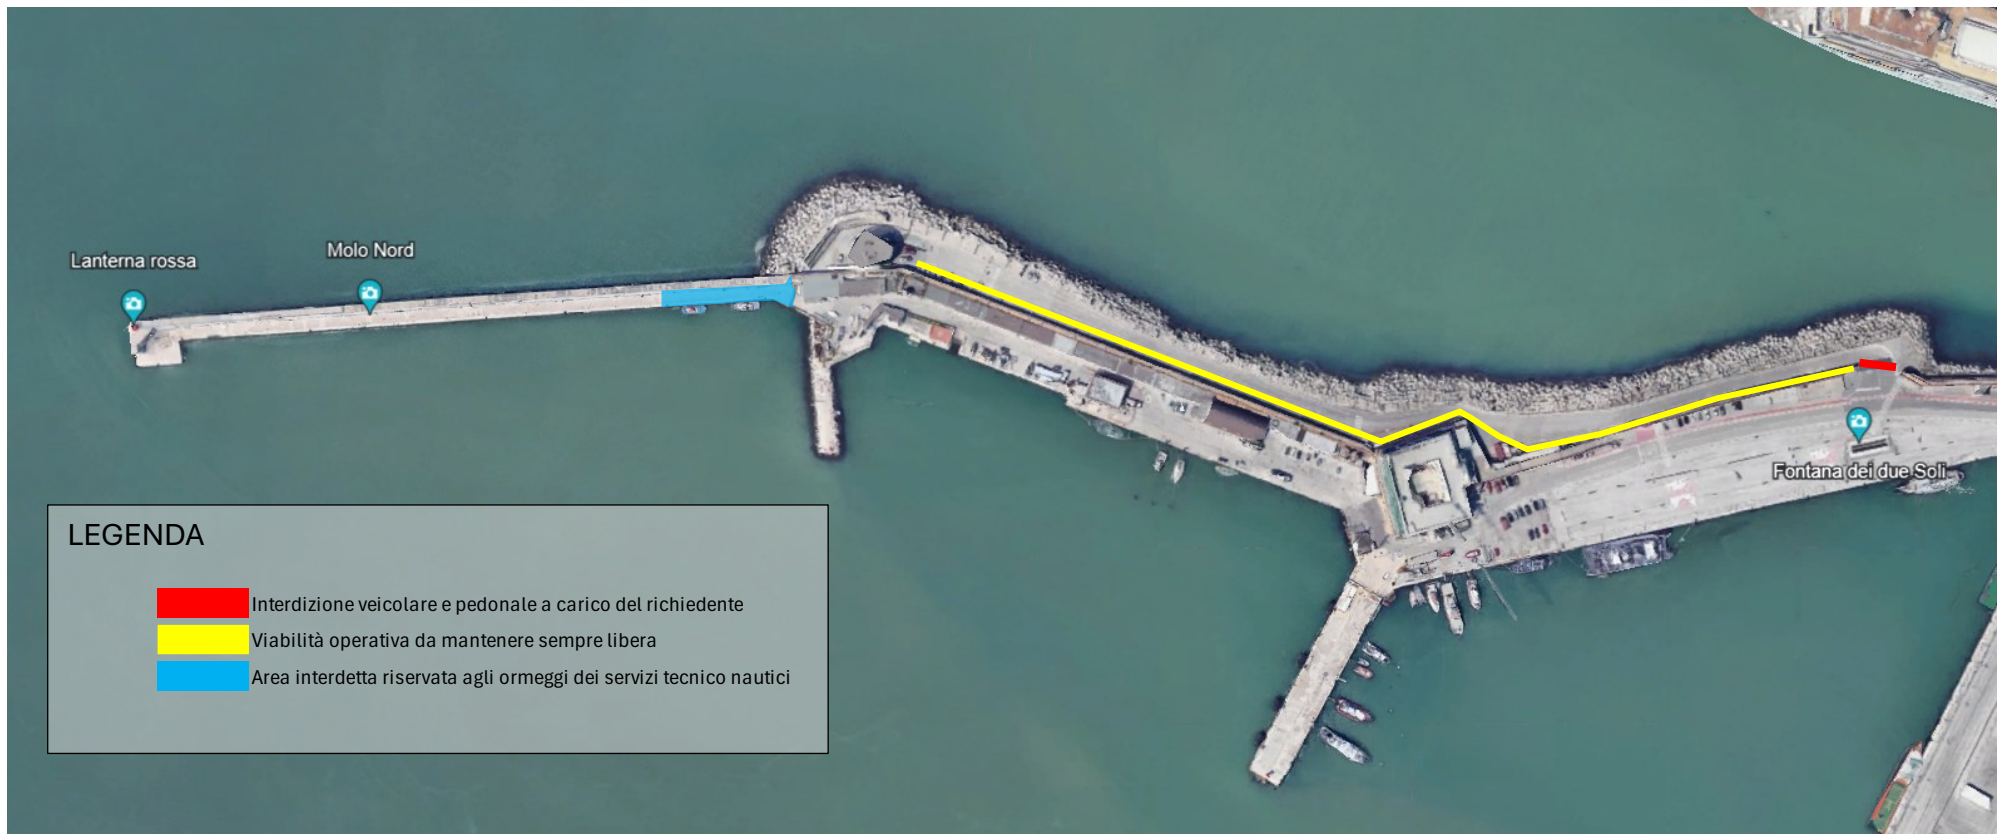 Lanterna rossa
Molo Nord
Fontana dei due Soli
LEGENDA
Interdizione veicolare e pedonale a carico del richiedente
Viabilità operativa da mantenere sempre libera
Area interdetta riservata agli ormeggi dei servizi tecnico nautici